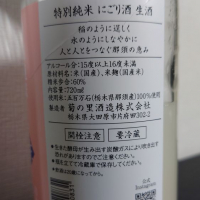 特別純米 にごり酒 生酒
稲のように逞しく
水のようにしなやかに
人と人とをつなぐ那須の恵み
アルコール分:15度以上16度未満
原材料名:米(国産)、米麹(国産米)
精米歩合:60%
内容量:720ml
使用米:五百万石(栃木県那須産)100%使用
製造者:菊の里酒造株式会社
栃木県大田原市片府田302-2
開栓注意
要冷蔵